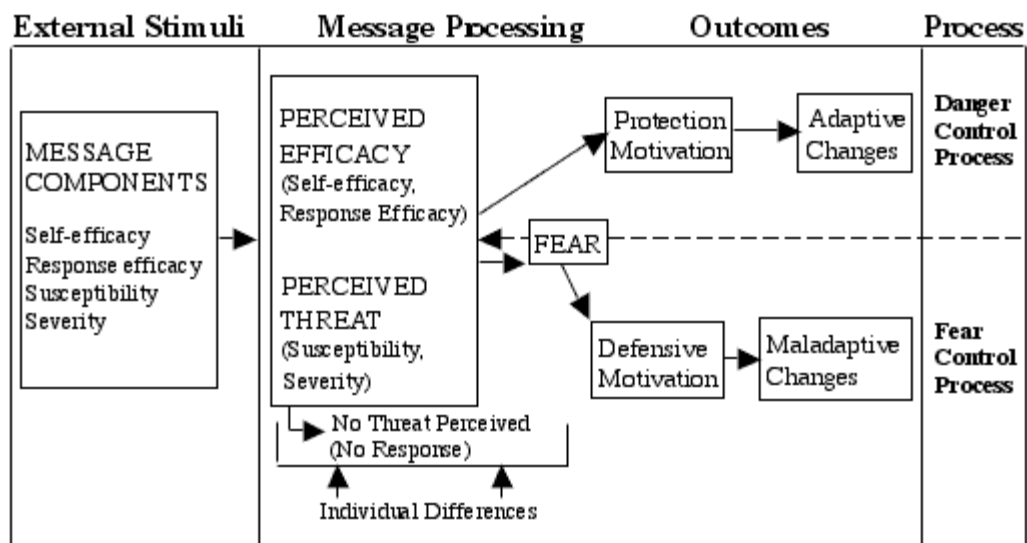 External Stimuli
Message Processing
Outcomes
Process
MESSAGE
COMPONENTS
Self-efficacy
Response efficacy
Susceptibility
Severity
PERCEIVED
EFFICACY
(Self-efficacy,
Response Efficacy)
PERCEIVED
THREAT
(Susceptibility,
Severity)
No Threat Perceived
(No Response)
Individual Differences
Protection
Motivation
Adaptive
Changes
FEAR
Defensive
Motivation
Maladaptive
Changes
Danger
Control
Process
Fear
Control
Process